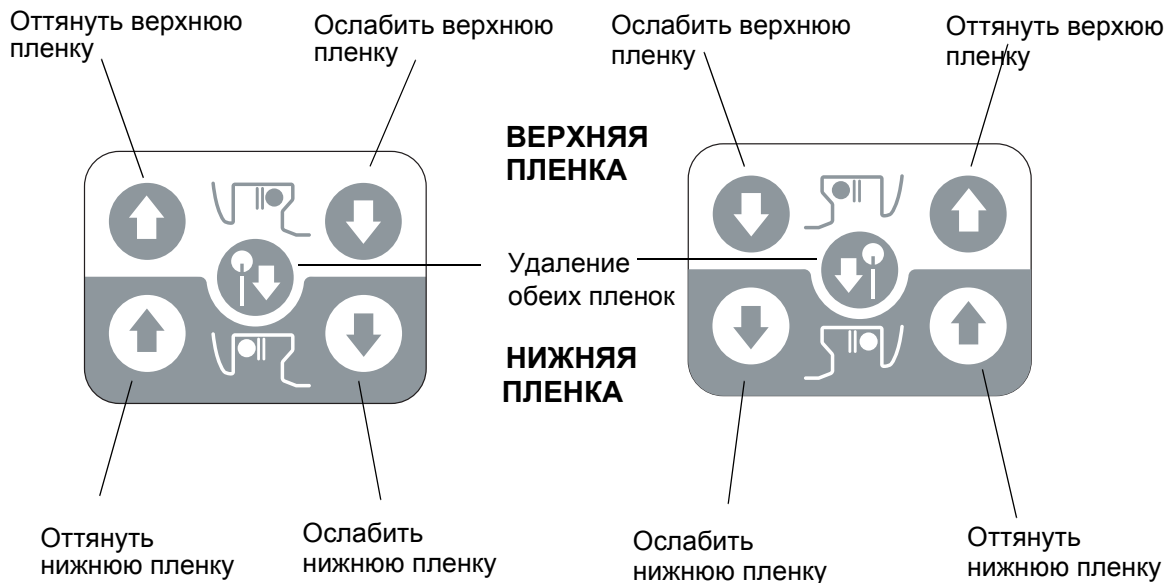 Оттянуть верхнюю
пленку
Ослабить верхнюю
пленку
Ослабить верхнюю
пленку
Оттянуть верхюю
пленку
ВЕРХНЯЯ
ПЛЕНКА
Удаление
обеих пленок
НИЖНЯЯ
ПЛЕНКА
Оттянуть
нижнюю пленку
Ослабить
нижнюю пленку
Ослабить
нижнюю пленку
Оттянуть
нижнюю пленку